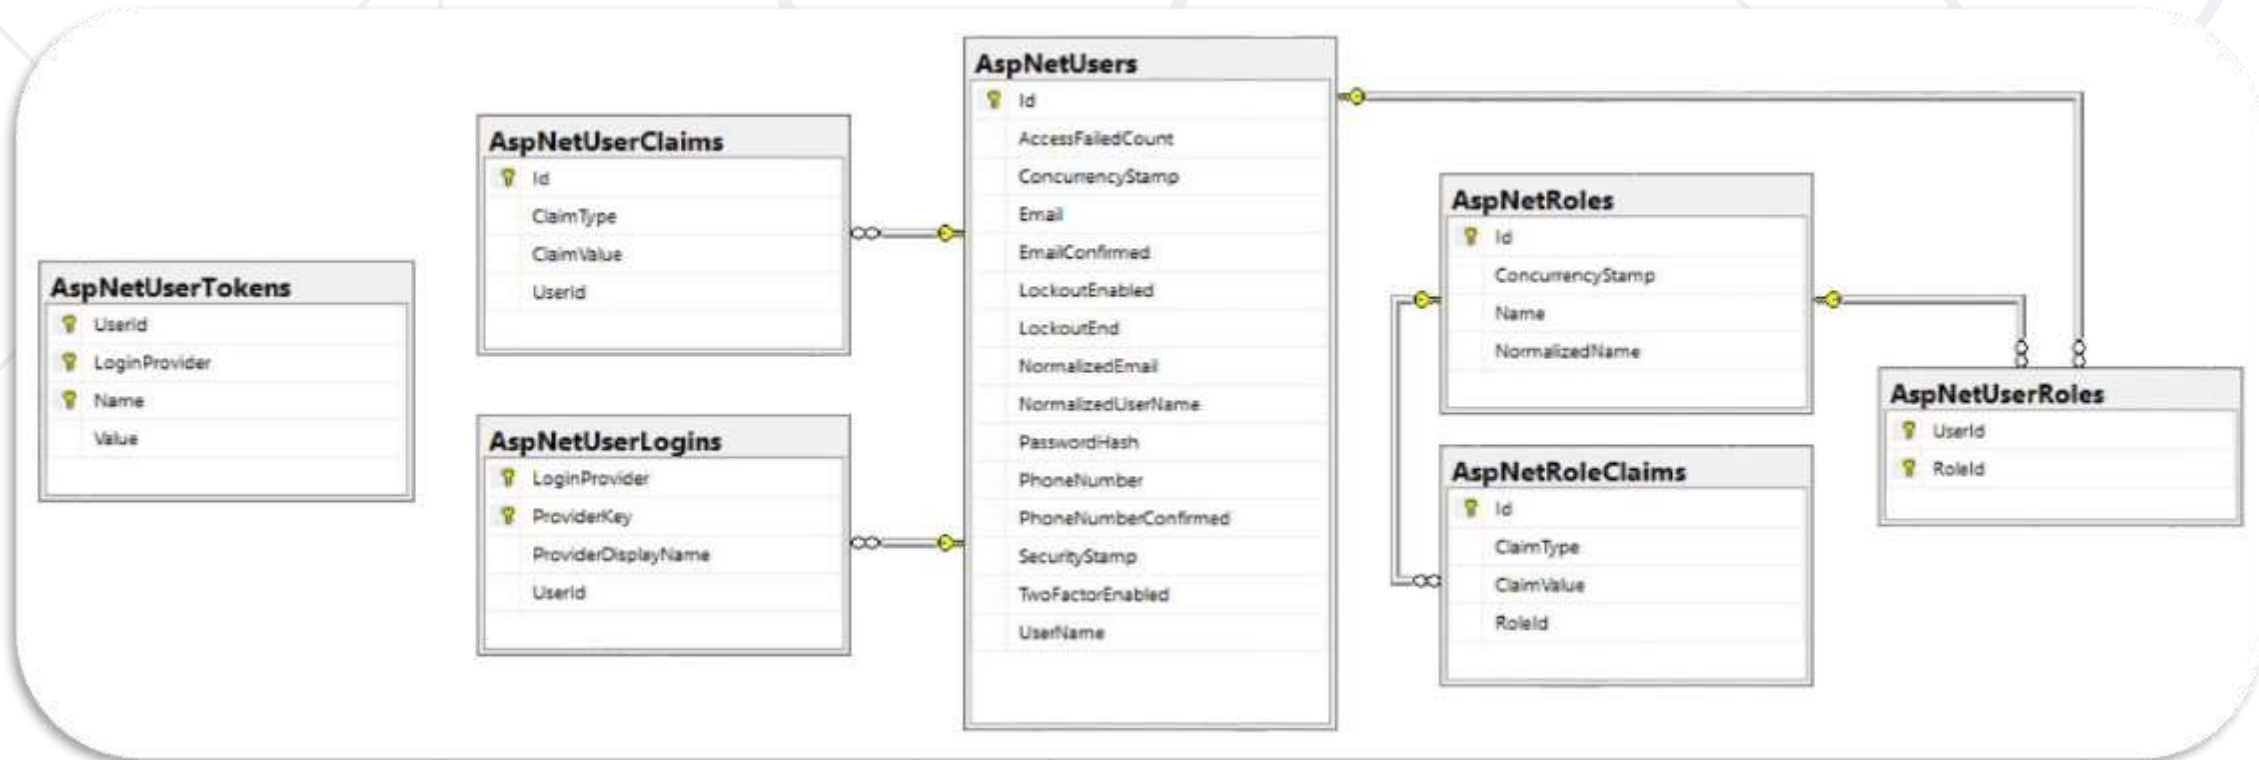 AspNetUserTokens
UserId
LoginProvider
Name
Value
AspNetUserClaims
Id
ClaimType
ClaimValue
UserId
AspNetUserLogins
LoginProvider
ProviderKey
ProviderDisplayName
UserId
AspNetUsers
Id
AccessFailedCount
ConcurrencyStamp
Email
EmailConfirmed
LockoutEnabled
LockoutEnd
NormalizedEmail
NormalizedUserName
PasswordHash
PhoneNumber
PhoneNumberConfirmed
SecurityStamp
TwoFactorEnabled
UserName
AspNetRoles
Id
ConcurrencyStamp
Name
NormalizedName
AspNetRoleClaims
Id
ClaimType
ClaimValue
RoleId
AspNetUserRoles
UserId
RoleId